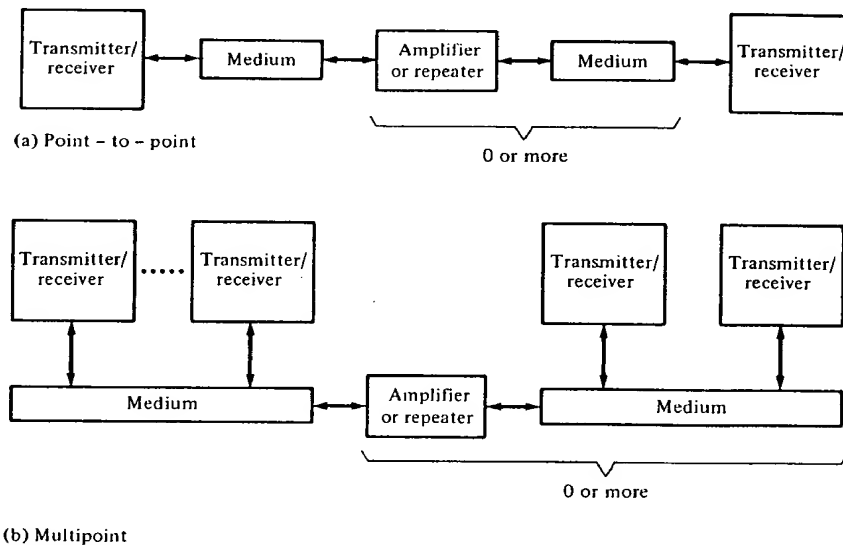 Transmitter/
receiver
Medium
Amplifier
or repeater
Medium
Transmitter/
receiver
(a) Point – to – point
0 or more
Transmitter/
receiver
Transmitter/
receiver
Transmitter/
receiver
Transmitter/
receiver
Medium
Amplifier
or repeater
Medium
0 or more
(b) Multipoint